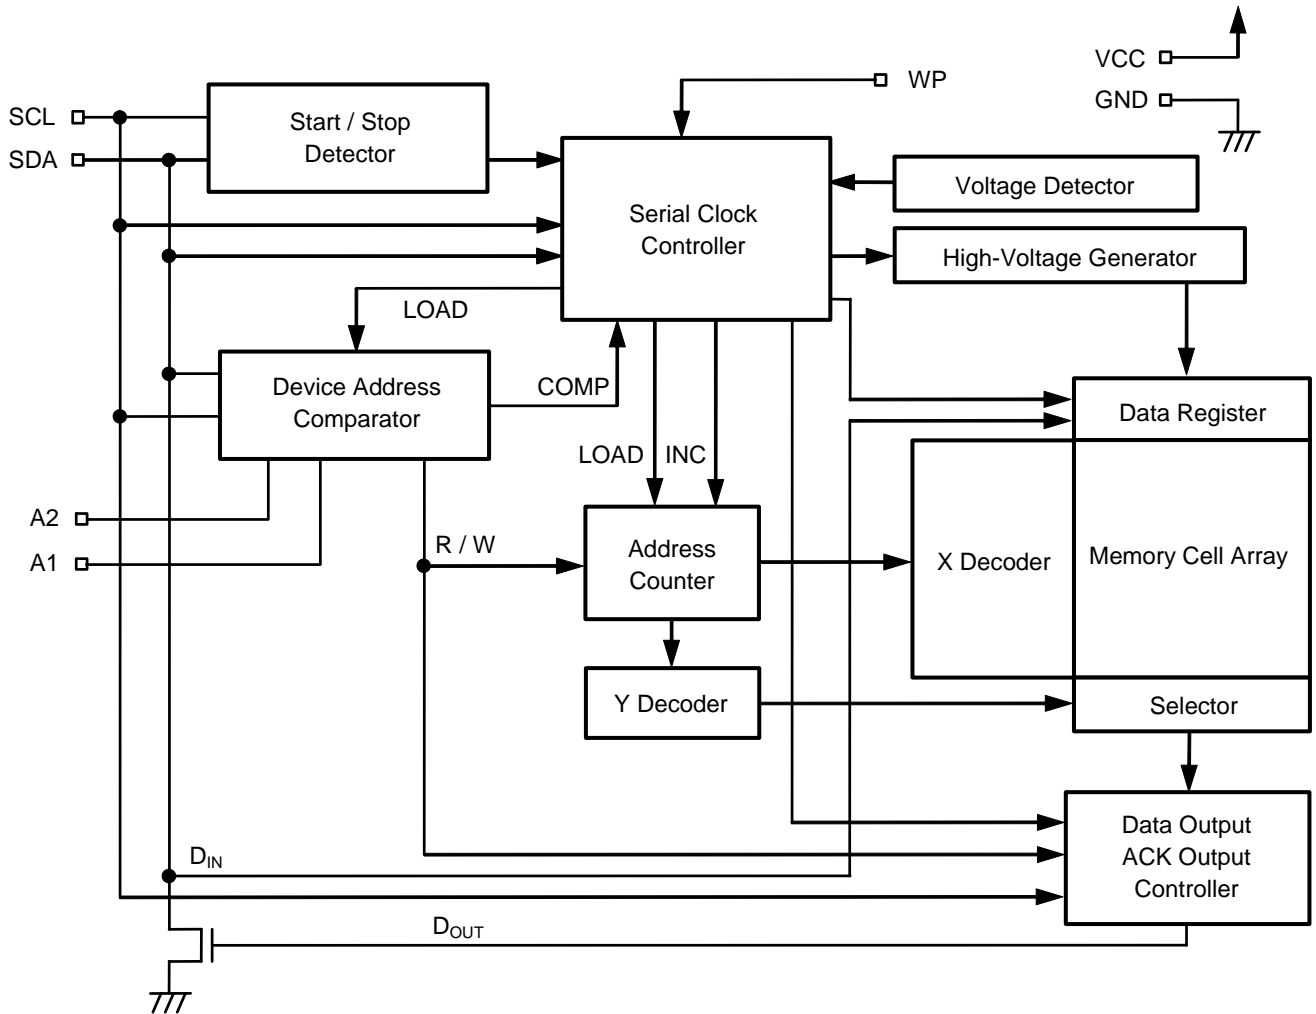 VCC
WP
GND
SCL
SDA
Start / Stop
Detector
Voltage Detector
Serial Clock
Controller
High-Voltage Generator
LOAD
Device Address
Comparator
COMP
Data Register
LOAD
INC
A2
A1
R / W
Address
Counter
X Decoder
Memory Cell Array
Y Decoder
Selector
Data Output
ACK Output
Controller
DIN
DOUT